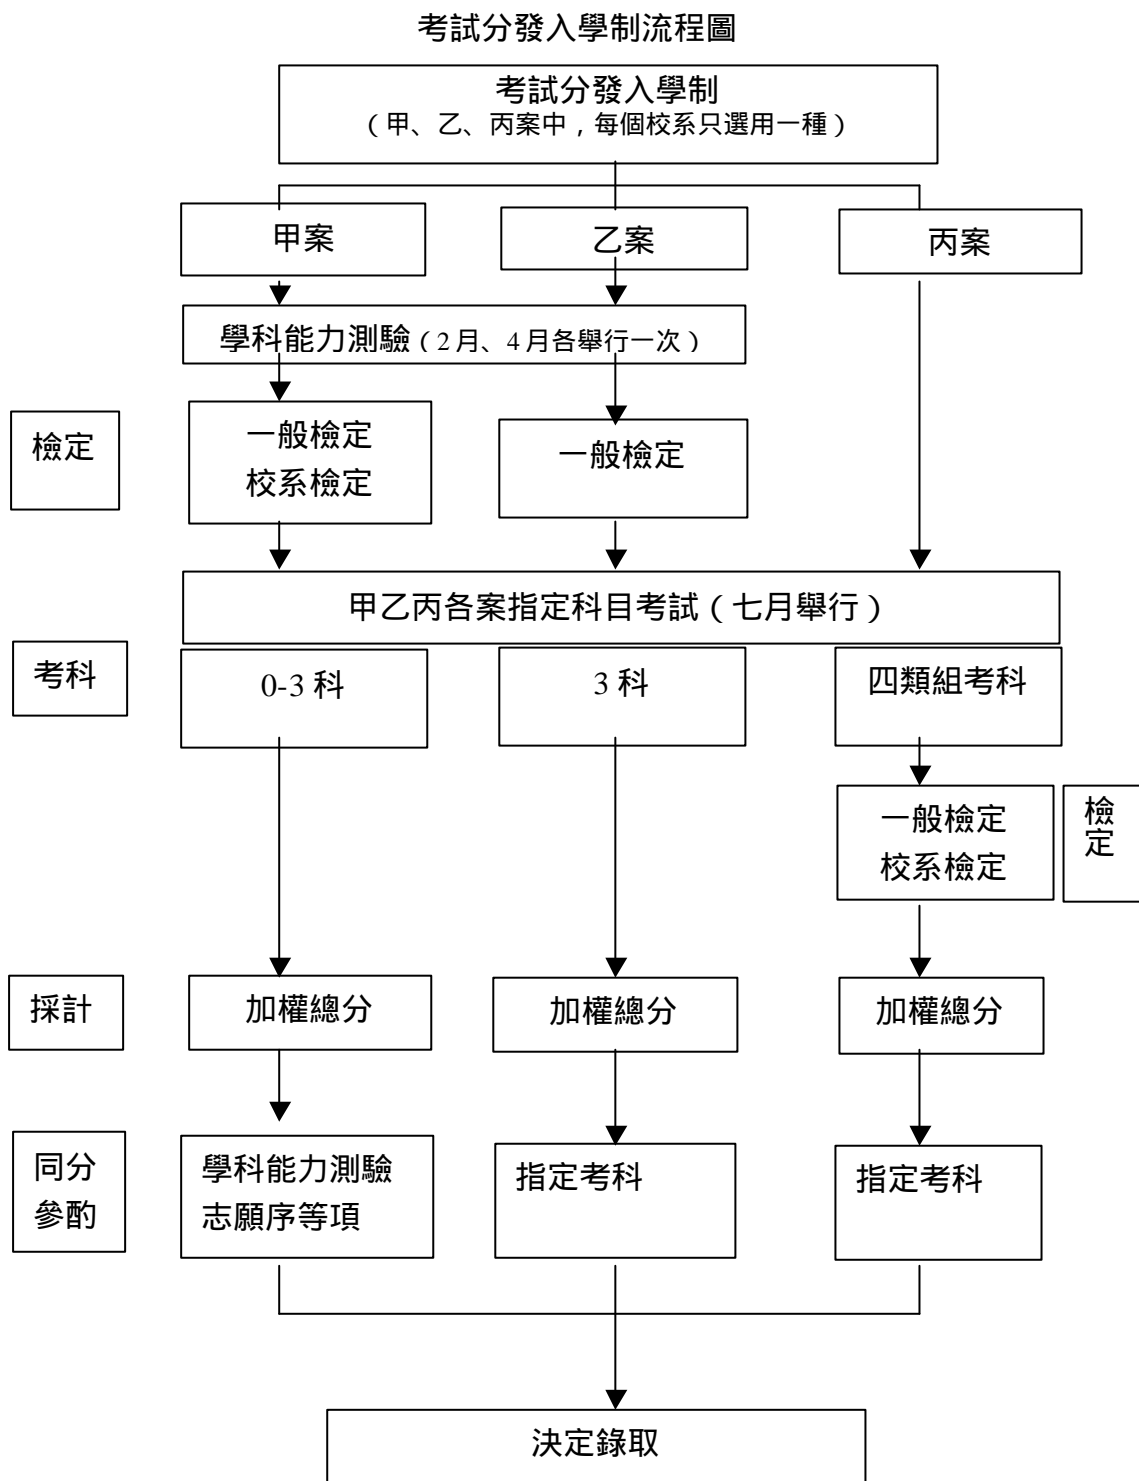 考試分發入學制流程圖
考試分發入學制
（甲、乙、丙案中，每個校系只選用一種）
甲案
乙案
丙案
學科能力測驗（2月、4月各舉行一次）
檢定
一般檢定
校系檢定
一般檢定
甲乙丙各案指定科目考試（七月舉行）
考科
0-3 科
3 科
四類組考科
一般檢定
校系檢定
檢
定
採計
加權總分
加權總分
加權總分
同分
參酌
學科能力測驗
志願序等項
指定考科
指定考科
決定錄取